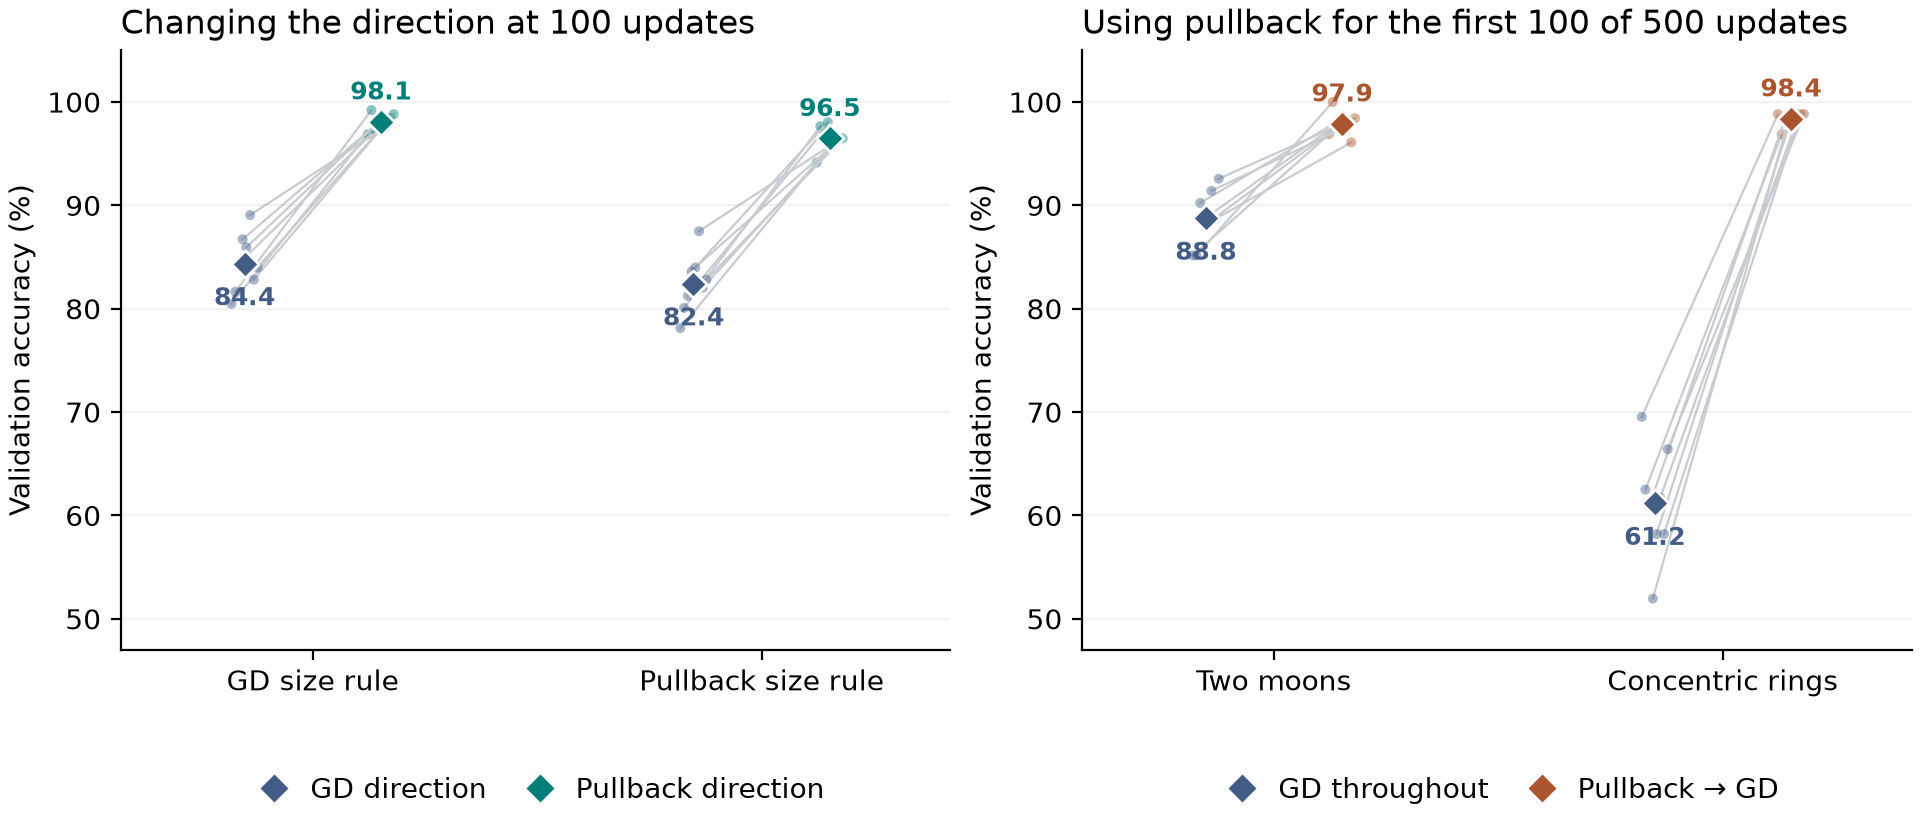 Changing the direction at 100 updates
Validation accuracy (%)
100
90
80
70
60
50
98.1
96.5
84.4
82.4
GD size rule
Pullback size rule
GD direction
Pullback direction
Using pullback for the first 100 of 500 updates
Validation accuracy (%)
100
90
80
70
60
50
97.9
98.4
88.8
61.2
Two moons
Concentric rings
GD throughout
Pullback → GD